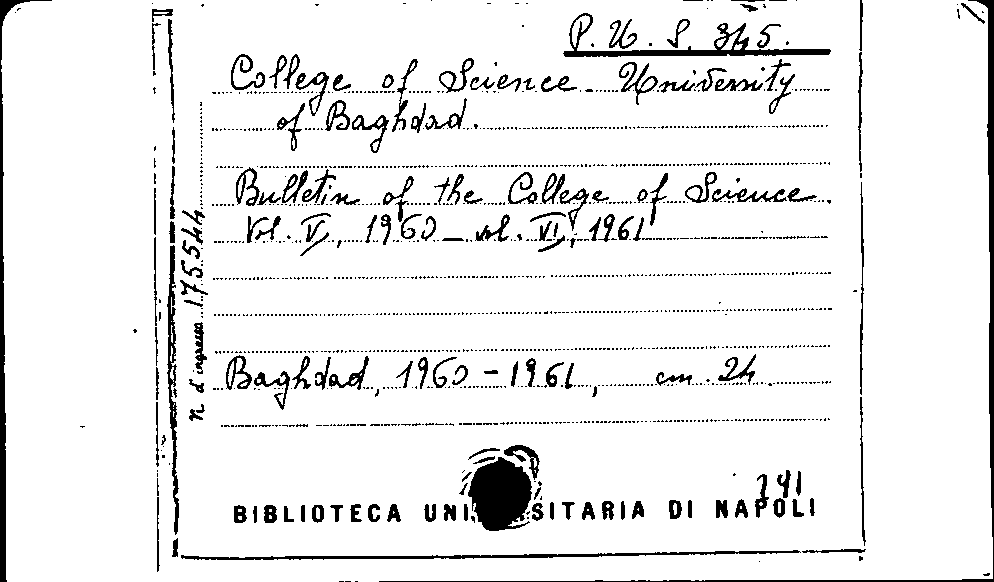 P. U. S. 345.
College of Science. University
of Baghdad.
Bulletin of the College of Science.
Vol. V, 1960 - vol. VI, 1961
Baghdad, 1960 - 1961, cm. 24.
n. d'ingresso 175544
241
BIBLIOTECA UNI SITARIA DI NAPOLI